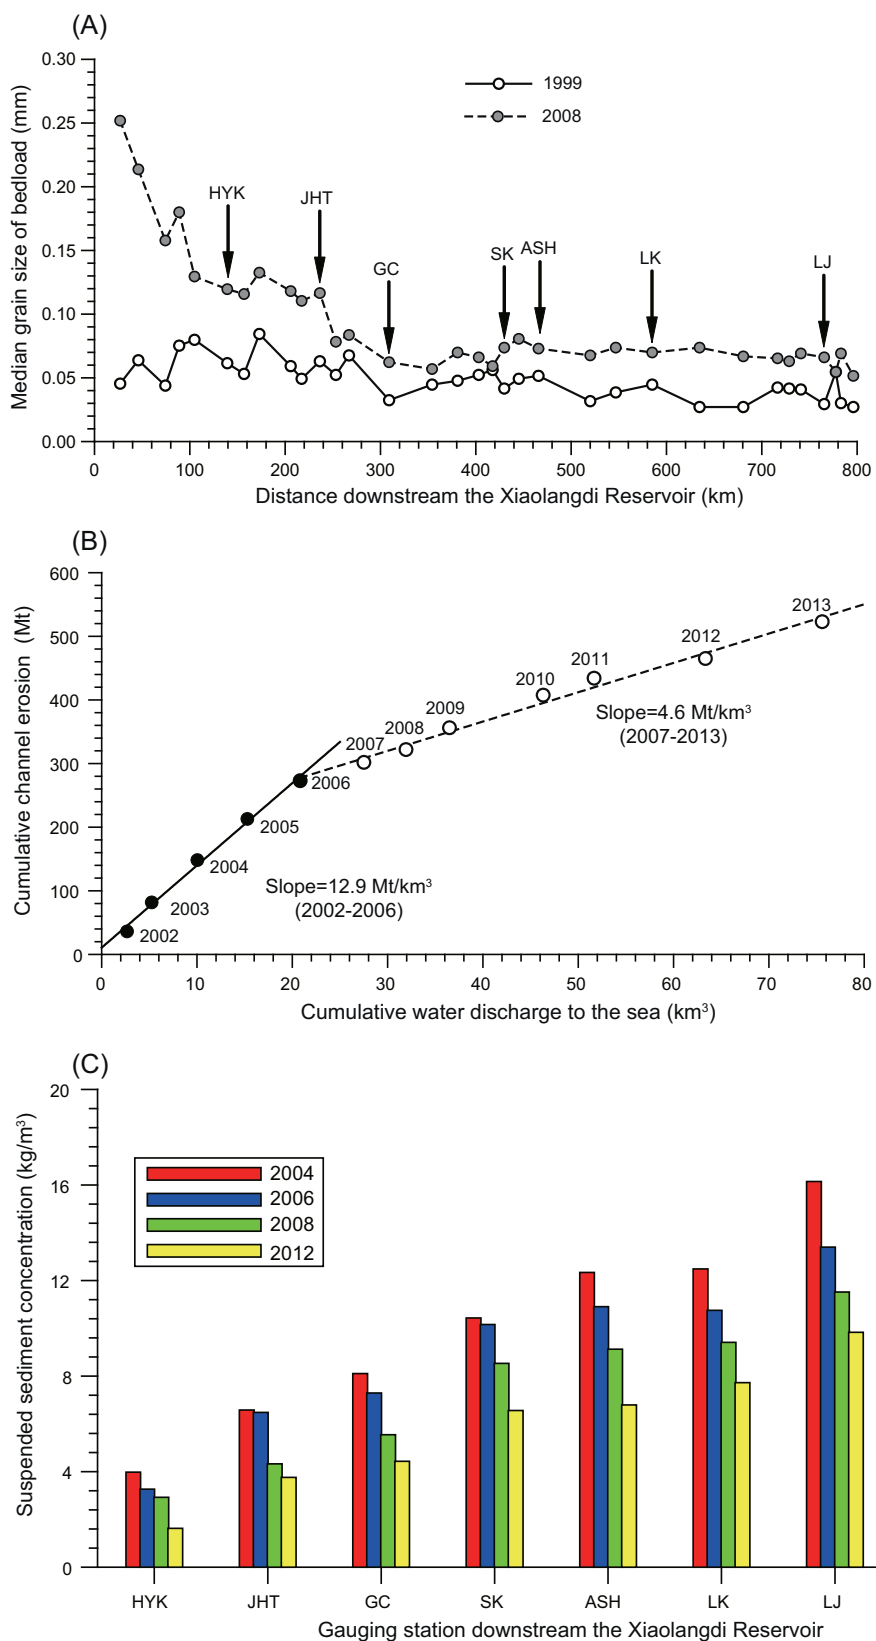 (A)
0.30
0.25
0.20
0.15
0.10
0.05
0.00
Median grain size of bedload (mm)
1999
2008
HYK
JHT
GC
SK
ASH
LK
LJ
0 100 200 300 400 500 600 700 800
Distance downstream the Xiaolangdi Reservoir (km)
(B)
600
500
400
300
200
100
0
Cumulative channel erosion (Mt)
2002
2003
2004
2005
2006
2007
2008
2009
2010
2011
2012
2013
Slope=4.6 Mt/km³
(2007-2013)
Slope=12.9 Mt/km³
(2002-2006)
0 10 20 30 40 50 60 70 80
Cumulative water discharge to the sea (km³)
(C)
20
16
12
8
4
0
Suspended sediment concentration (kg/m³)
2004
2006
2008
2012
HYK JHT GC SK ASH LK LJ
Gauging station downstream the Xiaolangdi Reservoir